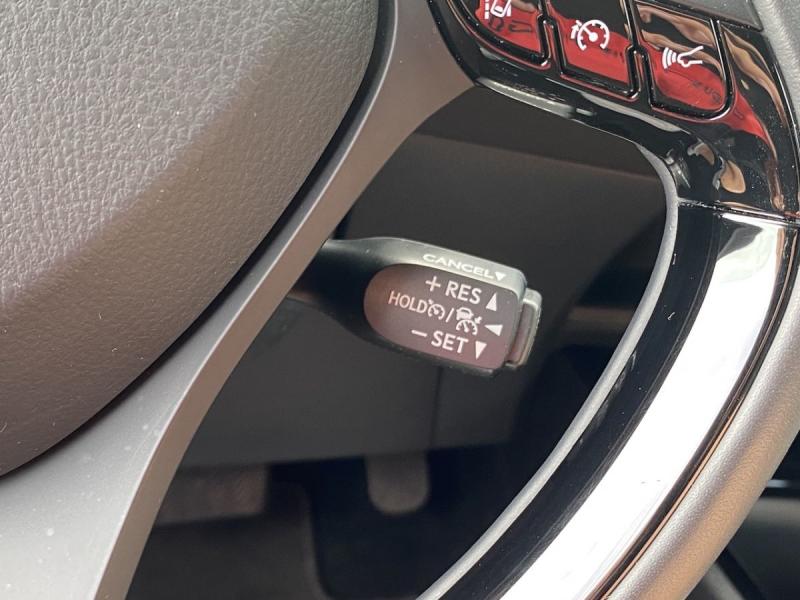 CANCEL▼
+ RES ▲
HOLD /
− SET ▼